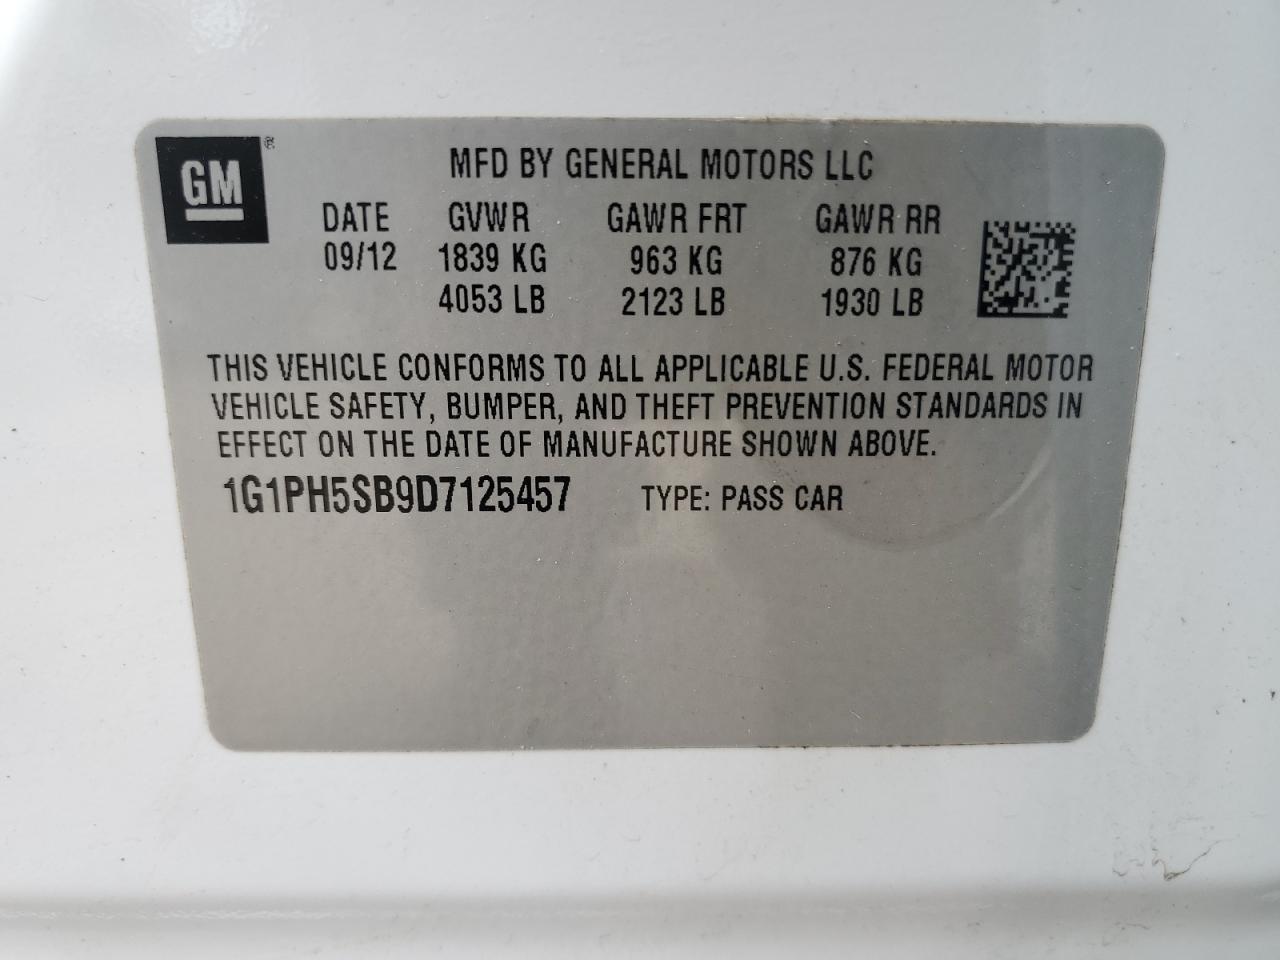 GM ®
MFD BY GENERAL MOTORS LLC
DATE GVWR GAWR FRT GAWR RR
09/12 1839 KG 963 KG 876 KG
4053 LB 2123 LB 1930 LB
THIS VEHICLE CONFORMS TO ALL APPLICABLE U.S. FEDERAL MOTOR
VEHICLE SAFETY, BUMPER, AND THEFT PREVENTION STANDARDS IN
EFFECT ON THE DATE OF MANUFACTURE SHOWN ABOVE.
1G1PH5SB9D7125457 TYPE: PASS CAR